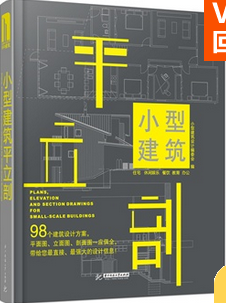 小型建筑平立剖
平
立
剖
小型
建筑
PLANS,
ELEVATION
AND SECTION DRAWINGS
FOR
SMALL-SCALE BUILDINGS
98个建筑设计方案,
平面图、立面图、剖面图一应俱全,
带给您最直接、最强大的设计信息!
V
回